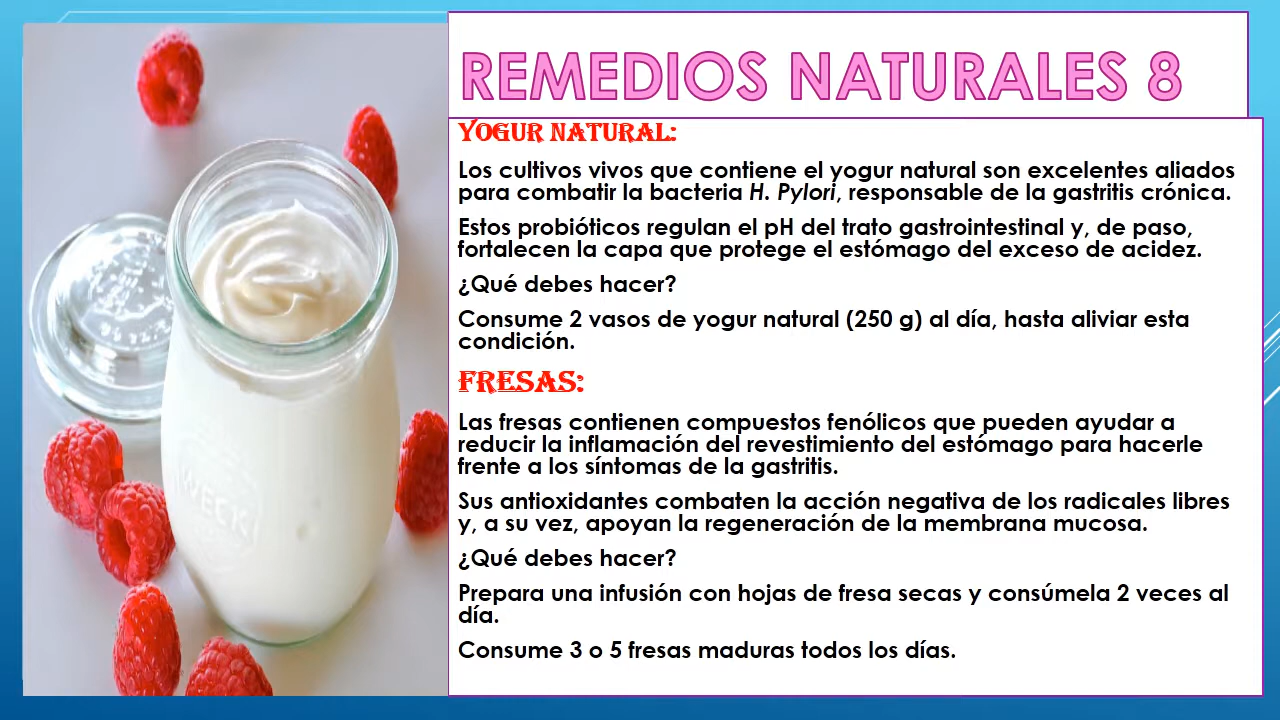 REMEDIOS NATURALES 8
YOGUR NATURAL:
Los cultivos vivos que contiene el yogur natural son excelentes aliados
para combatir la bacteria H. Pylori, responsable de la gastritis crónica.
Estos probióticos regulan el pH del trato gastrointestinal y, de paso,
fortalecen la capa que protege el estómago del exceso de acidez.
¿Qué debes hacer?
Consume 2 vasos de yogur natural (250 g) al día, hasta aliviar esta
condición.
FRESAS:
Las fresas contienen compuestos fenólicos que pueden ayudar a
reducir la inflamación del revestimiento del estómago para hacerle
frente a los síntomas de la gastritis.
Sus antioxidantes combaten la acción negativa de los radicales libres
y, a su vez, apoyan la regeneración de la membrana mucosa.
¿Qué debes hacer?
Prepara una infusión con hojas de fresa secas y consúmela 2 veces al
día.
Consume 3 o 5 fresas maduras todos los días.
WECK